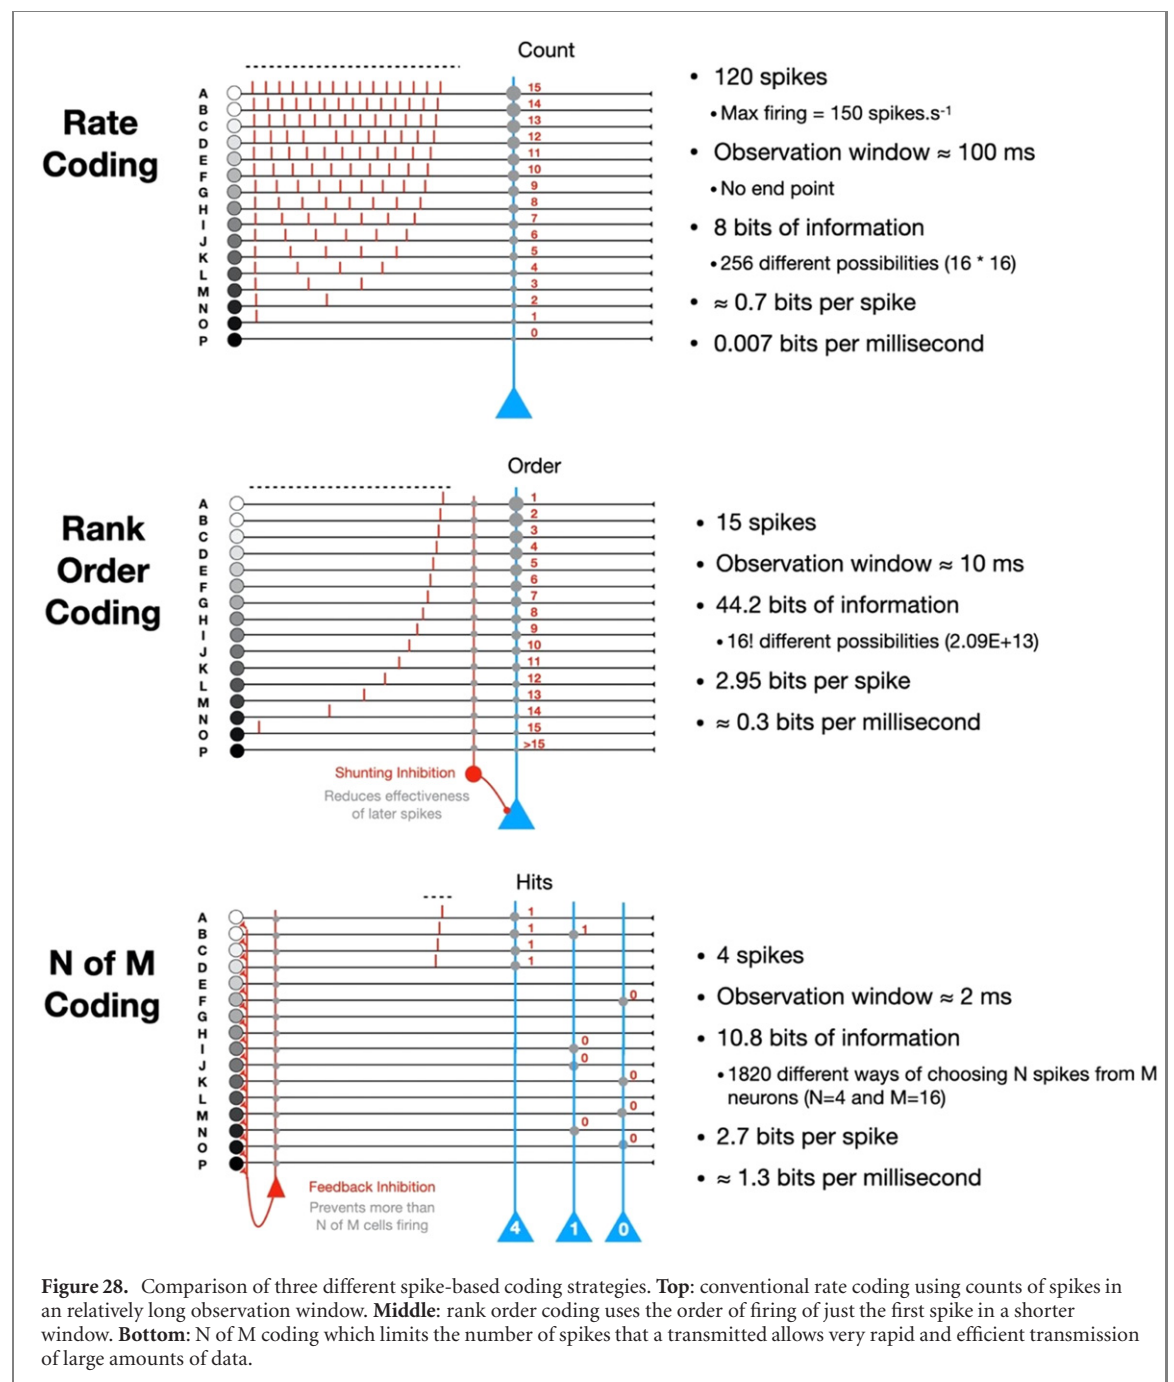 Count
Rate
Coding
A 15
B 14
C 13
D 12
E 11
F 10
G 9
H 8
I 7
J 6
K 5
L 4
M 3
N 2
O 1
P 0
• 120 spikes
• Max firing = 150 spikes.s-1
• Observation window ≈ 100 ms
• No end point
• 8 bits of information
• 256 different possibilities (16 * 16)
• ≈ 0.7 bits per spike
• 0.007 bits per millisecond
Order
Rank
Order
Coding
A 1
B 2
C 3
D 4
E 5
F 6
G 7
H 8
I 9
J 10
K 11
L 12
M 13
N 14
O 15
P >15
Shunting Inhibition
Reduces effectiveness
of later spikes
• 15 spikes
• Observation window ≈ 10 ms
• 44.2 bits of information
• 16! different possibilities (2.09E+13)
• 2.95 bits per spike
• ≈ 0.3 bits per millisecond
Hits
N of M
Coding
A 1
B 1 1
C 1
D 1
E
F 0
G
H
I 0
J 0
K 0
L
M 0
N 0
O 0
P
Feedback Inhibition
Prevents more than
N of M cells firing
4 1 0
• 4 spikes
• Observation window ≈ 2 ms
• 10.8 bits of information
• 1820 different ways of choosing N spikes from M
neurons (N=4 and M=16)
• 2.7 bits per spike
• ≈ 1.3 bits per millisecond
Figure 28. Comparison of three different spike-based coding strategies. Top: conventional rate coding using counts of spikes in
an relatively long observation window. Middle: rank order coding uses the order of firing of just the first spike in a shorter
window. Bottom: N of M coding which limits the number of spikes that a transmitted allows very rapid and efficient transmission
of large amounts of data.